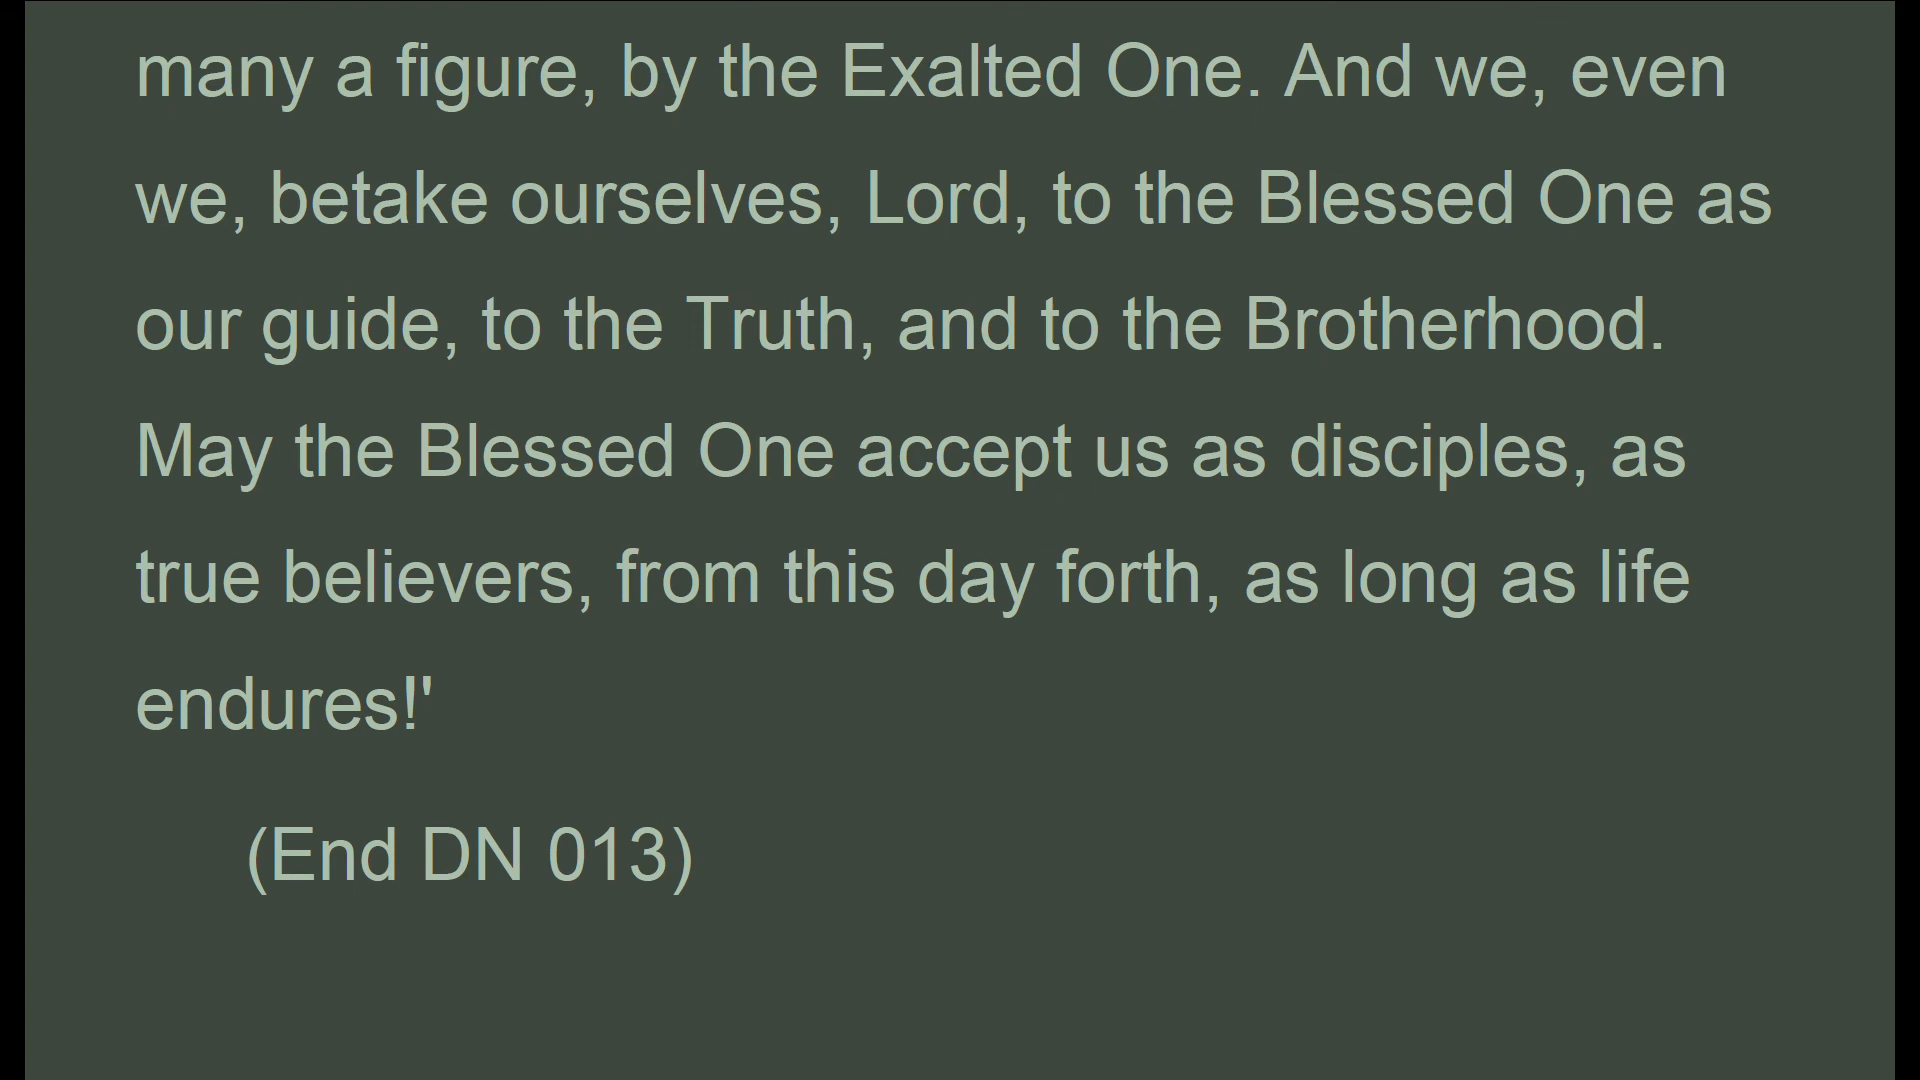 many a figure, by the Exalted One. And we, even
we, betake ourselves, Lord, to the Blessed One as
our guide, to the Truth, and to the Brotherhood.
May the Blessed One accept us as disciples, as
true believers, from this day forth, as long as life
endures!'
(End DN 013)